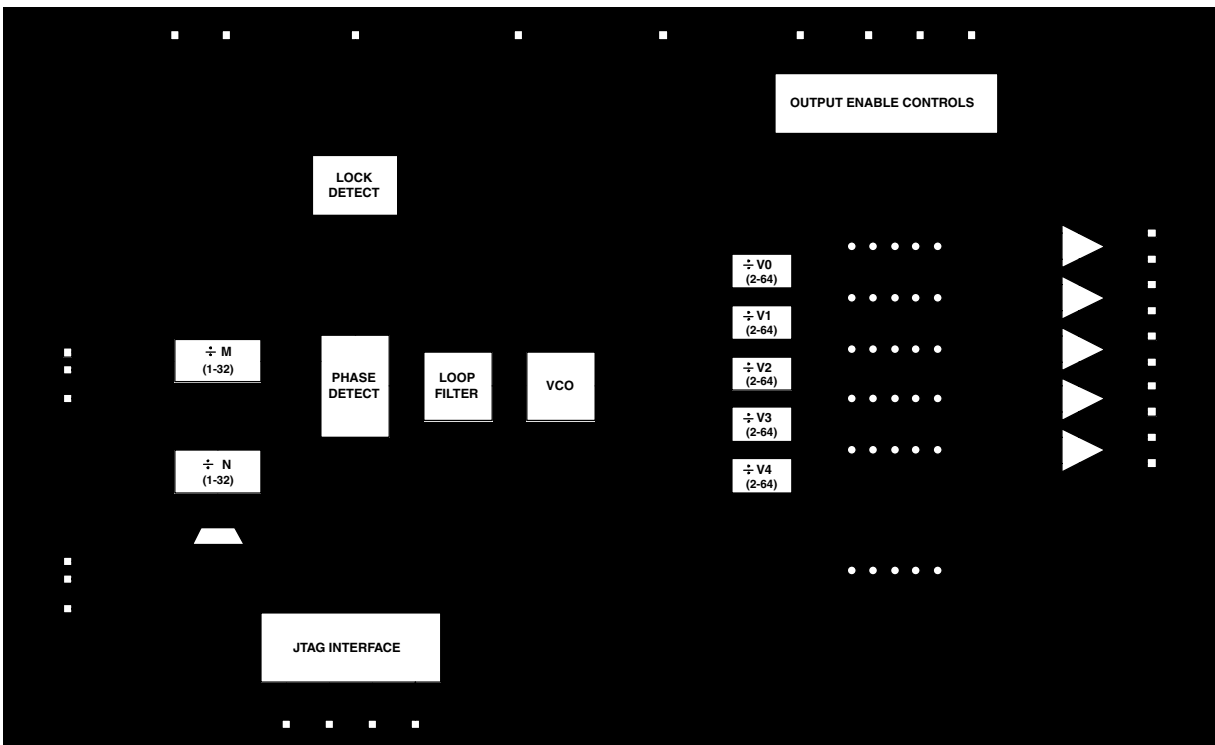 OUTPUT ENABLE CONTROLS
LOCK
DETECT
÷ V0
(2-64)
÷ V1
(2-64)
÷ M
(1-32)
PHASE
DETECT
LOOP
FILTER
VCO
÷ V2
(2-64)
÷ V3
(2-64)
÷ N
(1-32)
÷ V4
(2-64)
JTAG INTERFACE